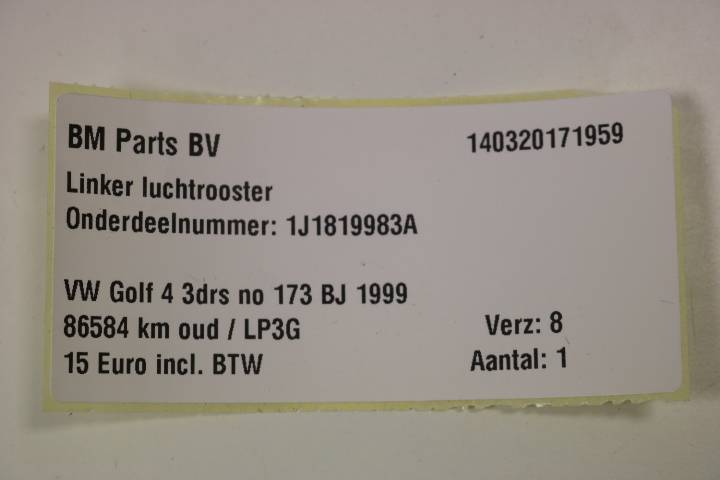 BM Parts BV 140320171959
Linker luchtrooster
Onderdeelnummer: 1J1819983A
VW Golf 4 3drs no 173 BJ 1999
86584 km oud / LP3G Verz: 8
15 Euro incl. BTW Aantal: 1